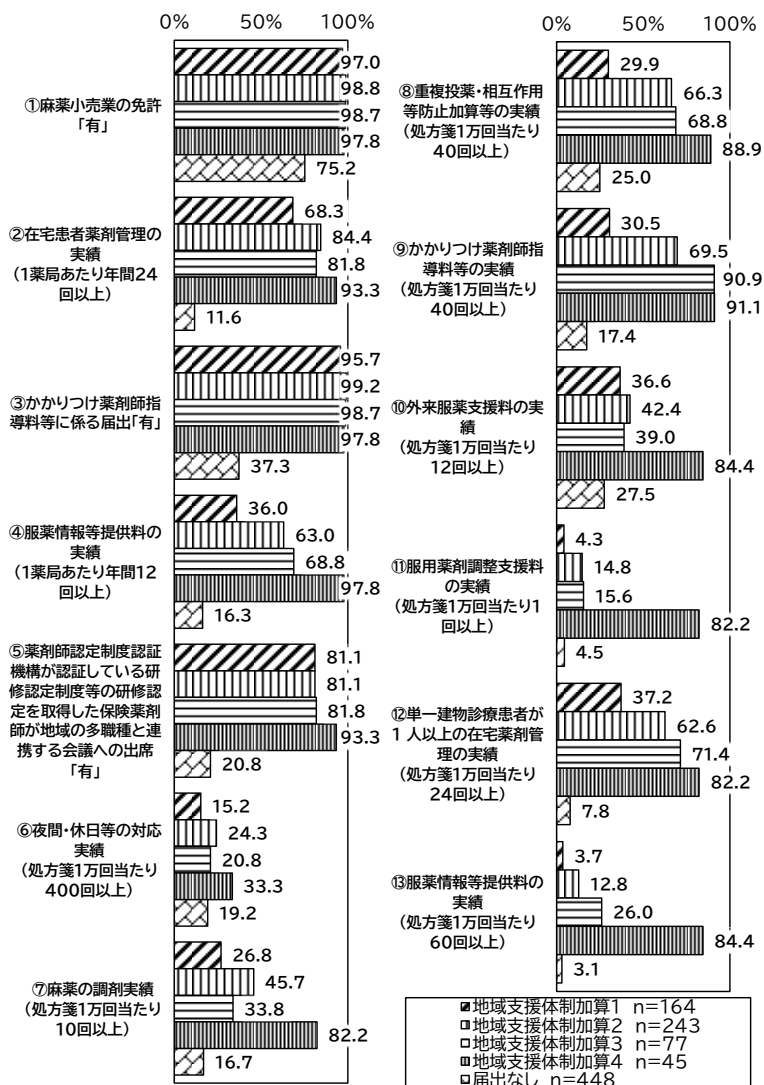 0%
50%
100%
①麻薬小売業の免許
「有」
97.0
98.8
98.7
97.8
75.2
②在宅患者薬剤管理の
実績
(1薬局あたり年間24
回以上)
68.3
84.4
81.8
93.3
11.6
③かかりつけ薬剤師指
導料等に係る届出「有」
95.7
99.2
98.7
97.8
37.3
④服薬情報等提供料の
実績
(1薬局あたり年間12
回以上)
36.0
63.0
68.8
97.8
16.3
⑤薬剤師認定制度認証
機構が認証している研
修認定制度等の研修認
定を取得した保険薬剤
師が地域の多職種と連
携する会議への出席
「有」
81.1
81.1
81.8
93.3
20.8
⑥夜間・休日等の対応
実績
(処方箋1万回当たり
400回以上)
15.2
24.3
20.8
33.3
19.2
⑦麻薬の調剤実績
(処方箋1万回当たり
10回以上)
26.8
45.7
33.8
82.2
16.7
0%
50%
100%
⑧重複投薬・相互作用
等防止加算等の実績
(処方箋1万回当たり
40回以上)
29.9
66.3
68.8
88.9
25.0
⑨かかりつけ薬剤師指
導料等の実績
(処方箋1万回当たり
40回以上)
30.5
69.5
90.9
91.1
17.4
⑩外来服薬支援料の実
績
(処方箋1万回当たり
12回以上)
36.6
42.4
39.0
84.4
27.5
⑪服用薬剤調整支援料
の実績
(処方箋1万回当たり1
回以上)
4.3
14.8
15.6
82.2
4.5
⑫単一建物診療患者が
1 人以上の在宅薬剤管
理の実績
(処方箋1万回当たり
24回以上)
37.2
62.6
71.4
82.2
7.8
⑬服薬情報等提供料の
実績
(処方箋1万回当たり
60回以上)
3.7
12.8
26.0
84.4
3.1
地域支援体制加算1 n=164
地域支援体制加算2 n=243
地域支援体制加算3 n=77
地域支援体制加算4 n=45
届出なし n=448